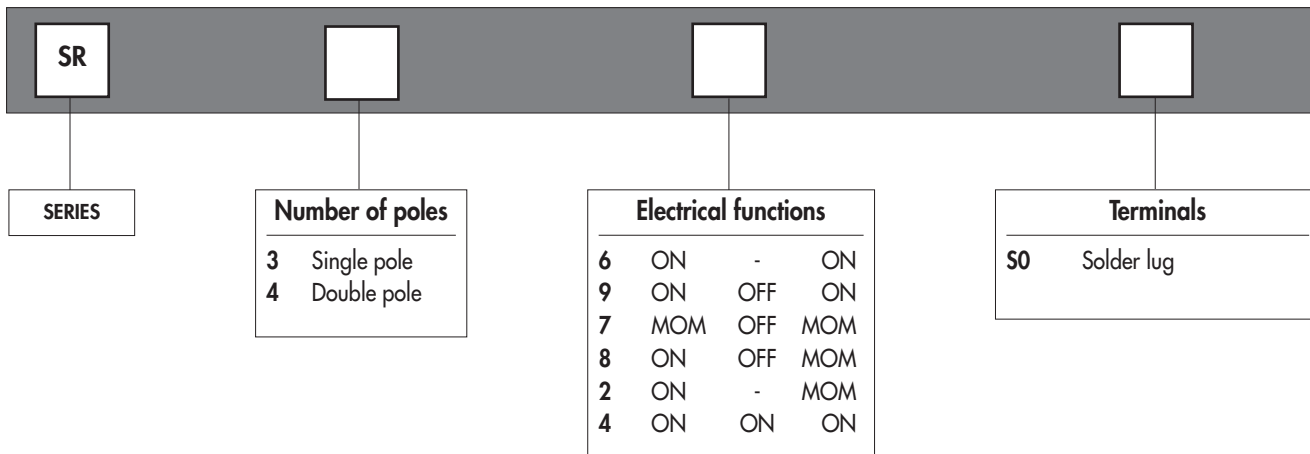 SR
SERIES
Number of poles
3 Single pole
4 Double pole
Electrical functions
6 ON - ON
9 ON OFF ON
7 MOM OFF MOM
8 ON OFF MOM
2 ON - MOM
4 ON ON ON
Terminals
S0 Solder lug